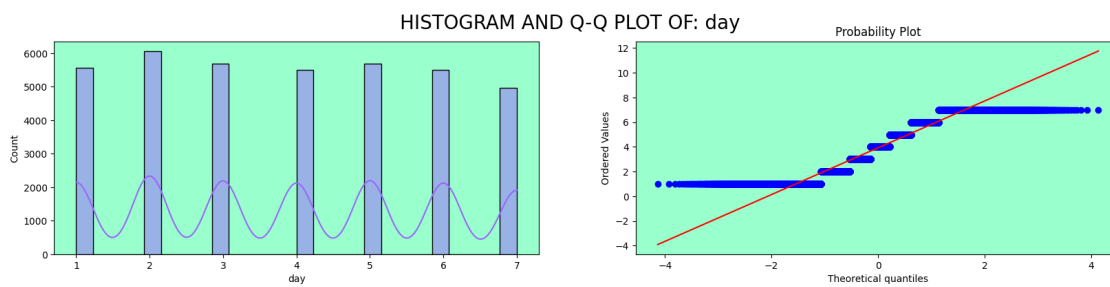 HISTOGRAM AND Q-Q PLOT OF: day
Probability Plot
Count
6000
5000
4000
3000
2000
1000
0
1 2 3 4 5 6 7
day
Ordered Values
12
10
8
6
4
2
0
−2
−4
−4 −2 0 2 4
Theoretical quantiles